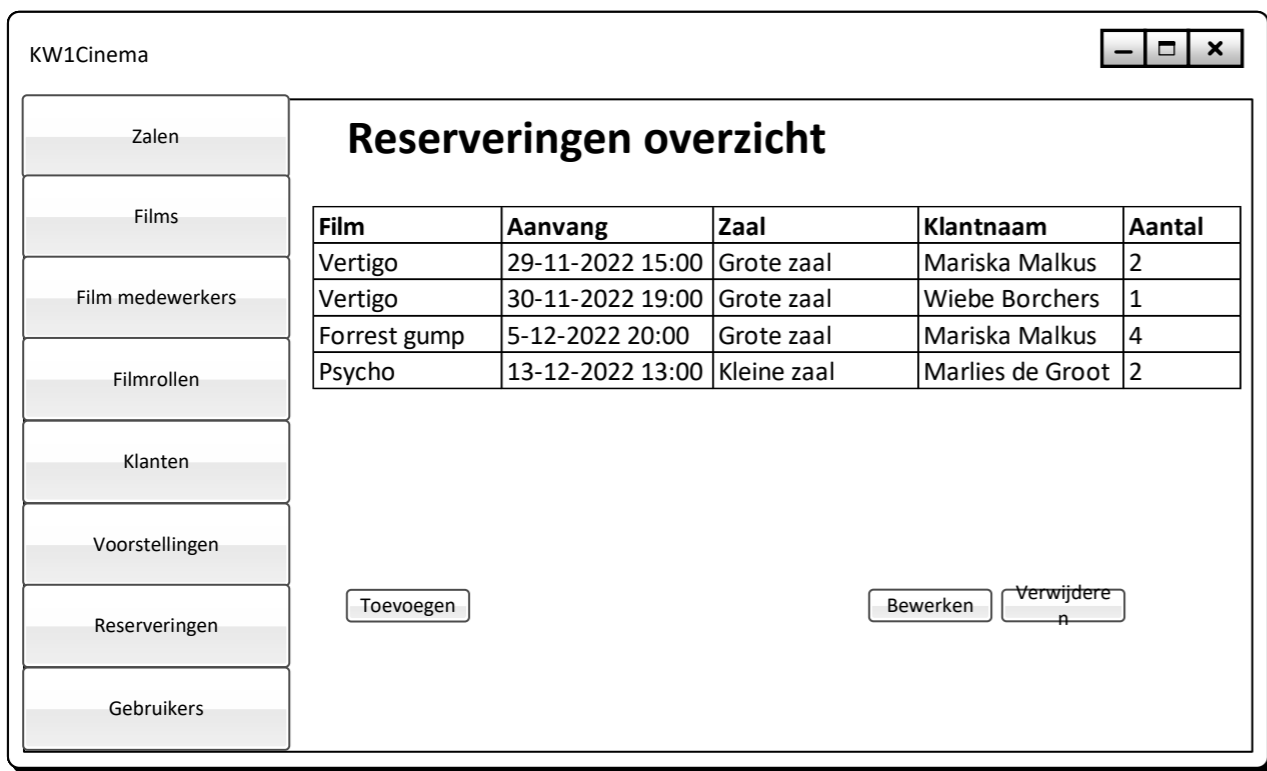 KW1Cinema
Zalen
Films
Film medewerkers
Filmrollen
Klanten
Voorstellingen
Reserveringen
Gebruikers
Reserveringen overzicht
Film Aanvang Zaal Klantnaam Aantal
Vertigo 29-11-2022 15:00 Grote zaal Mariska Malkus 2
Vertigo 30-11-2022 19:00 Grote zaal Wiebe Borchers 1
Forrest gump 5-12-2022 20:00 Grote zaal Mariska Malkus 4
Psycho 13-12-2022 13:00 Kleine zaal Marlies de Groot 2
Toevoegen
Bewerken
Verwijdere
n